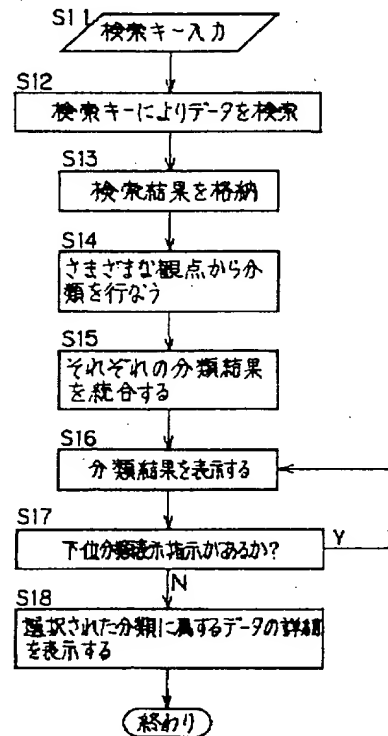 S11
検索キー入力
S12
検索キーによりデータを検索
S13
検索結果を格納
S14
さまざまな観点から分
類を行なう
S15
それぞれの分類結果
を統合する
S16
分類結果を表示する
S17
下位分類表示指示があるか?
Y
N
S18
選択された分類に属するデータの詳細
を表示する
終わり